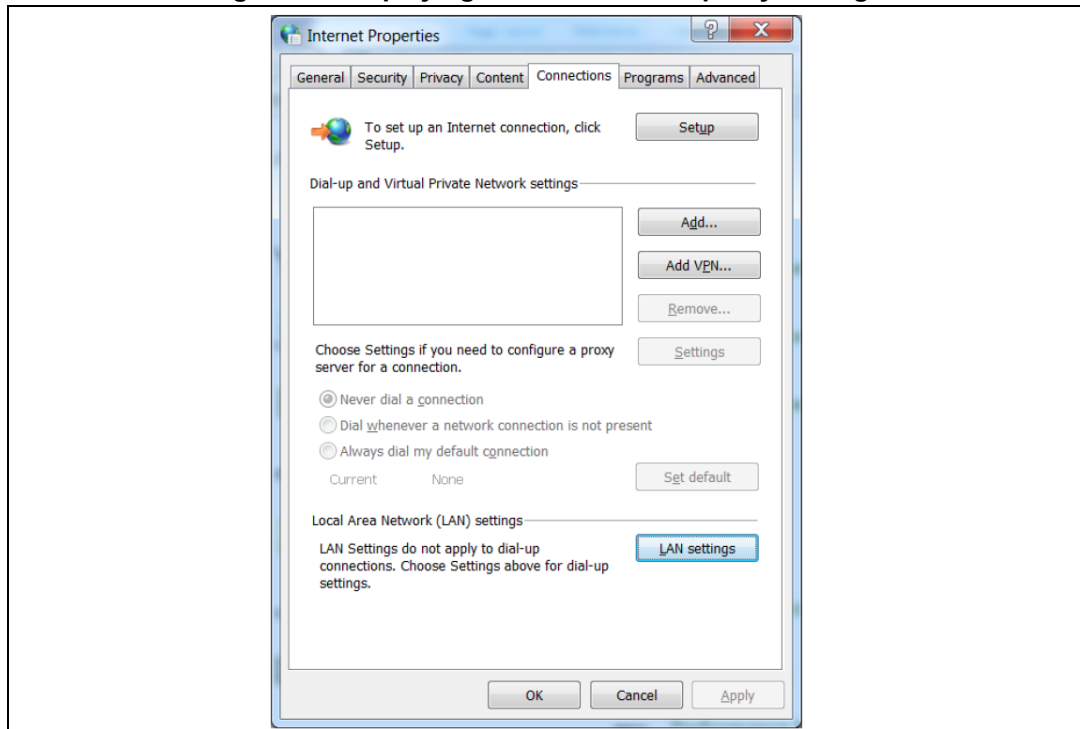 Internet Properties
General Security Privacy Content Connections Programs Advanced
To set up an Internet connection, click
Setup.
Setup
Dial-up and Virtual Private Network settings
Add...
Add VPN...
Remove...
Choose Settings if you need to configure a proxy
server for a connection.
Settings
Never dial a connection
Dial whenever a network connection is not present
Always dial my default connection
Current None
Set default
Local Area Network (LAN) settings
LAN Settings do not apply to dial-up
connections. Choose Settings above for dial-up
settings.
LAN settings
OK Cancel Apply